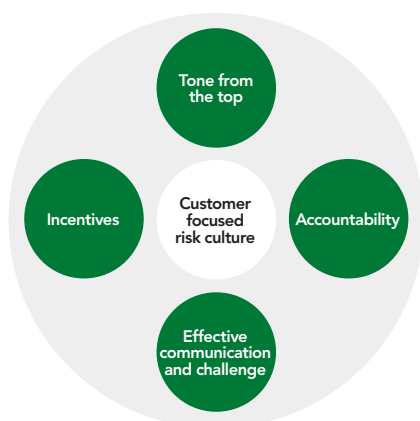 Tone from
the top
Incentives
Customer
focused
risk culture
Accountability
Effective
communication
and challenge